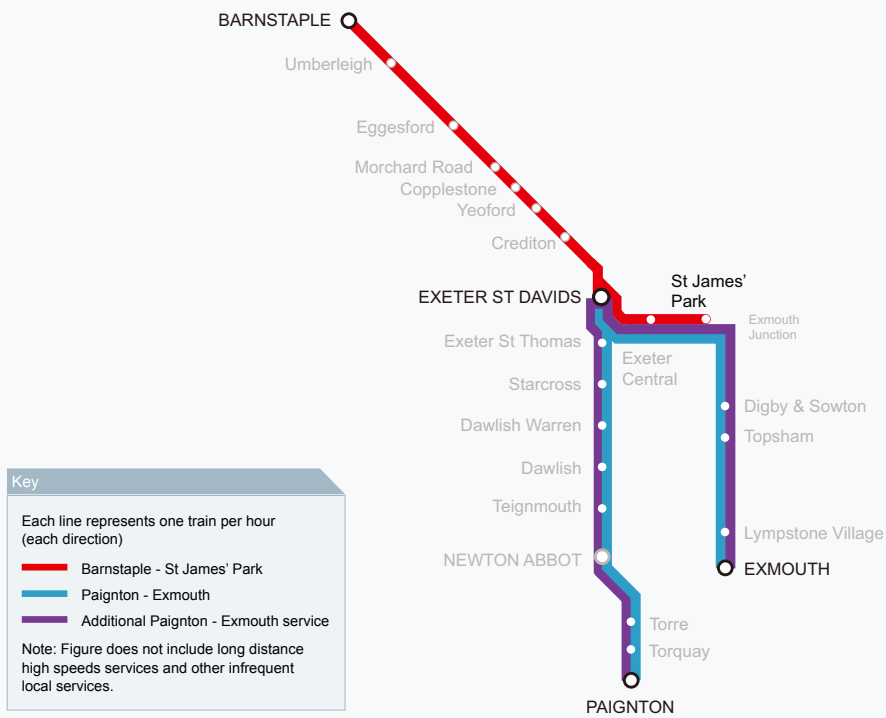 BARNSTAPLE
Umberleigh
Eggesford
Morchard Road
Copplestone
Yeoford
Crediton
EXETER ST DAVIDS
St James’
Park
Exmouth
Junction
Exeter St Thomas
Exeter
Central
Starcross
Digby & Sowton
Dawlish Warren
Topsham
Dawlish
Teignmouth
Lympstone Village
NEWTON ABBOT
EXMOUTH
Torre
Torquay
PAIGNTON
Key
Each line represents one train per hour
(each direction)
Barnstaple - St James’ Park
Paignton - Exmouth
Additional Paignton - Exmouth service
Note: Figure does not include long distance
high speeds services and other infrequent
local services.